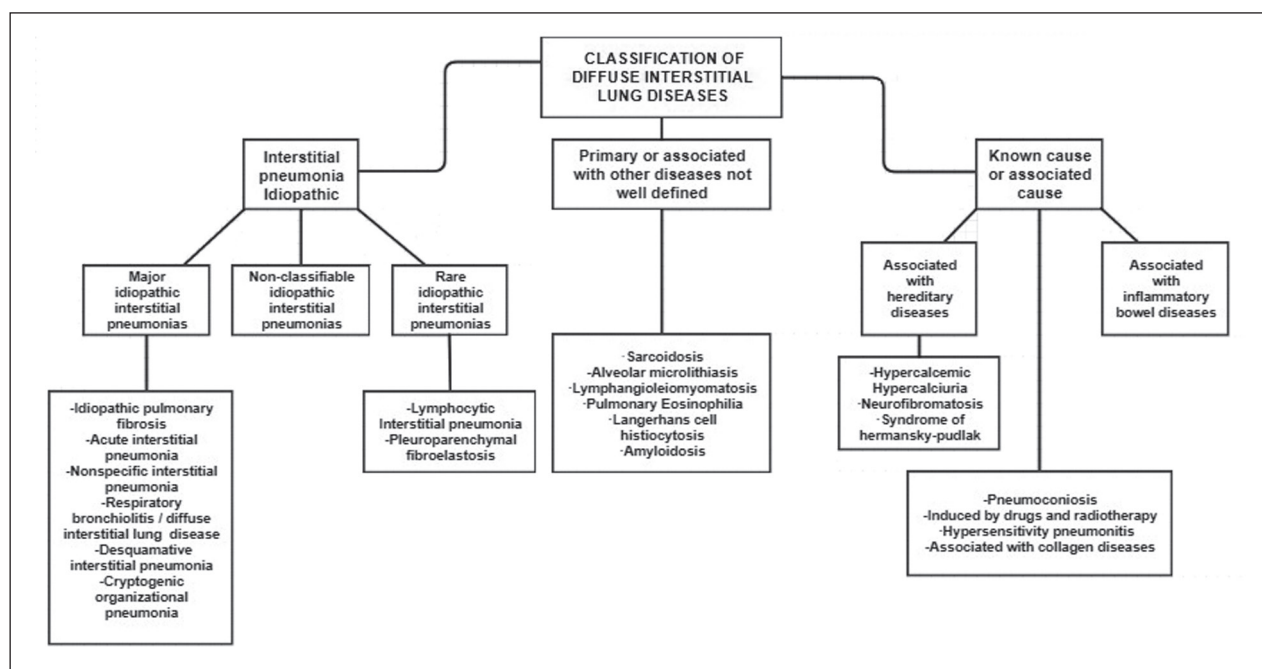 CLASSIFICATION OF
DIFFUSE INTERSTITIAL
LUNG DISEASES
Interstitial
pneumonia
Idiopathic
Primary or associated
with other diseases not
well defined
Known cause
or associated
cause
Major
idiopathic
interstitial
pneumonias
Non-classifiable
idiopathic
interstitial
pneumonias
Rare
idiopathic
interstitial
pneumonias
Associated
with
hereditary
diseases
Associated
with
inflammatory
bowel diseases
-Idiopathic pulmonary
fibrosis
-Acute interstitial
pneumonia
-Nonspecific interstitial
pneumonia
-Respiratory
bronchiolitis / diffuse
interstitial lung disease
-Desquamative
interstitial pneumonia
-Cryptogenic
organizational
pneumonia
-Lymphocytic
Interstitial pneumonia
-Pleuroparenchymal
fibroelastosis
·Sarcoidosis
-Alveolar microlithiasis
·Lymphangioleiomyomatosis
·Pulmonary Eosinophilia
·Langerhans cell
histiocytosis
·Amyloidosis
-Hypercalcemic
Hypercalciuria
-Neurofibromatosis
·Syndrome of
hermansky-pudlak
-Pneumoconiosis
-Induced by drugs and radiotherapy
·Hypersensitivity pneumonitis
-Associated with collagen diseases